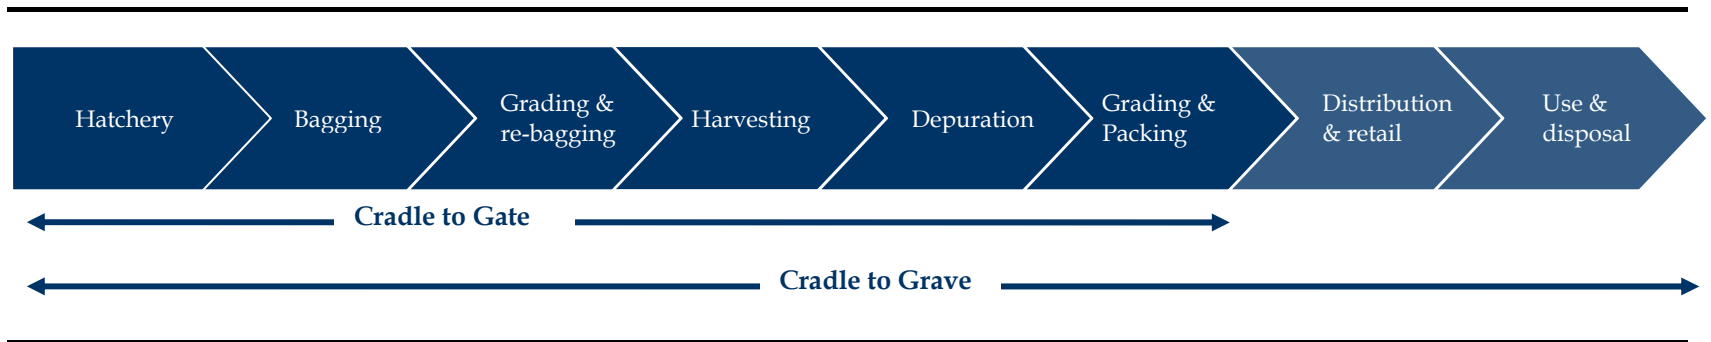 Hatchery
Bagging
Grading &
re-bagging
Harvesting
Depuration
Grading &
Packing
Distribution
& retail
Use &
disposal
Cradle to Gate
Cradle to Grave